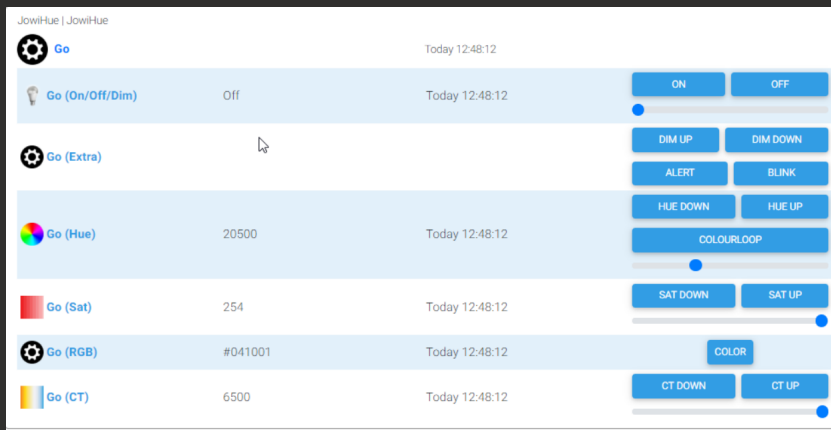 JowiHue | JowiHue
Go Today 12:48:12
Go (On/Off/Dim) Off Today 12:48:12 ON OFF
DIM UP DIM DOWN
Go (Extra)
ALERT BLINK
HUE DOWN HUE UP
Go (Hue) 20500 Today 12:48:12
COLOURLOOP
SAT DOWN SAT UP
Go (Sat) 254 Today 12:48:12
Go (RGB) #041001 Today 12:48:12 COLOR
CT DOWN CT UP
Go (CT) 6500 Today 12:48:12